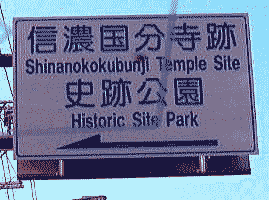 信濃国分寺跡
Shinanokokubunji Temple Site
史跡公園
Historic Site Park